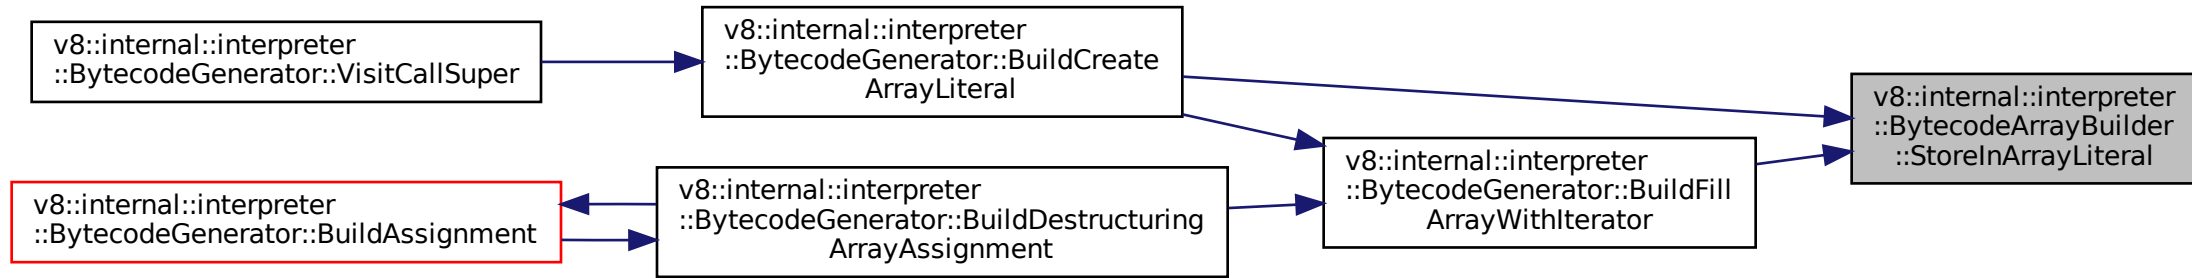 v8::internal::interpreter
::BytecodeGenerator::VisitCallSuper
v8::internal::interpreter
::BytecodeGenerator::BuildCreate
ArrayLiteral
v8::internal::interpreter
::BytecodeArrayBuilder
::StoreInArrayLiteral
v8::internal::interpreter
::BytecodeGenerator::BuildFill
ArrayWithIterator
v8::internal::interpreter
::BytecodeGenerator::BuildDestructuring
ArrayAssignment
v8::internal::interpreter
::BytecodeGenerator::BuildAssignment